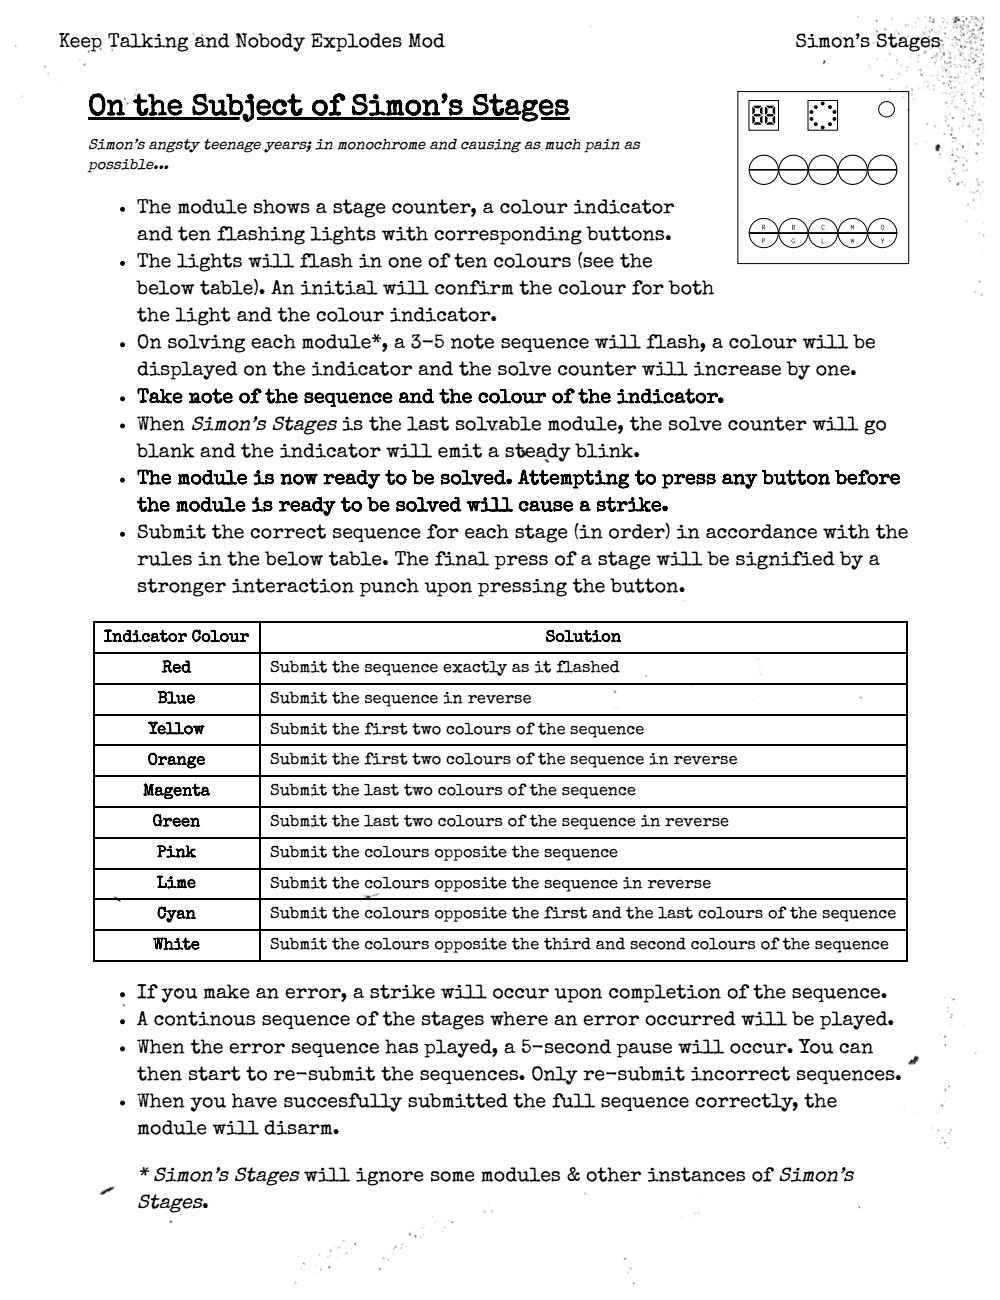 Keep Talking and Nobody Explodes Mod
Simon's Stages
On the Subject of Simon's Stages
Simon's angsty teenage years; in monochrome and causing as much pain as
possible...
88
R B C M O
P G L W Y
• The module shows a stage counter, a colour indicator
and ten flashing lights with corresponding buttons.
• The lights will flash in one of ten colours (see the
below table). An initial will confirm the colour for both
the light and the colour indicator.
• On solving each module*, a 3-5 note sequence will flash, a colour will be
displayed on the indicator and the solve counter will increase by one.
• Take note of the sequence and the colour of the indicator.
• When Simon's Stages is the last solvable module, the solve counter will go
blank and the indicator will emit a steady blink.
• The module is now ready to be solved. Attempting to press any button before
the module is ready to be solved will cause a strike.
• Submit the correct sequence for each stage (in order) in accordance with the
rules in the below table. The final press of a stage will be signified by a
stronger interaction punch upon pressing the button.
Indicator Colour Solution
Red Submit the sequence exactly as it flashed
Blue Submit the sequence in reverse
Yellow Submit the first two colours of the sequence
Orange Submit the first two colours of the sequence in reverse
Magenta Submit the last two colours of the sequence
Green Submit the last two colours of the sequence in reverse
Pink Submit the colours opposite the sequence
Lime Submit the colours opposite the sequence in reverse
Cyan Submit the colours opposite the first and the last colours of the sequence
White Submit the colours opposite the third and second colours of the sequence
• If you make an error, a strike will occur upon completion of the sequence.
• A continous sequence of the stages where an error occurred will be played.
• When the error sequence has played, a 5-second pause will occur. You can
then start to re-submit the sequences. Only re-submit incorrect sequences.
• When you have succesfully submitted the full sequence correctly, the
module will disarm.
* Simon's Stages will ignore some modules & other instances of Simon's
Stages.